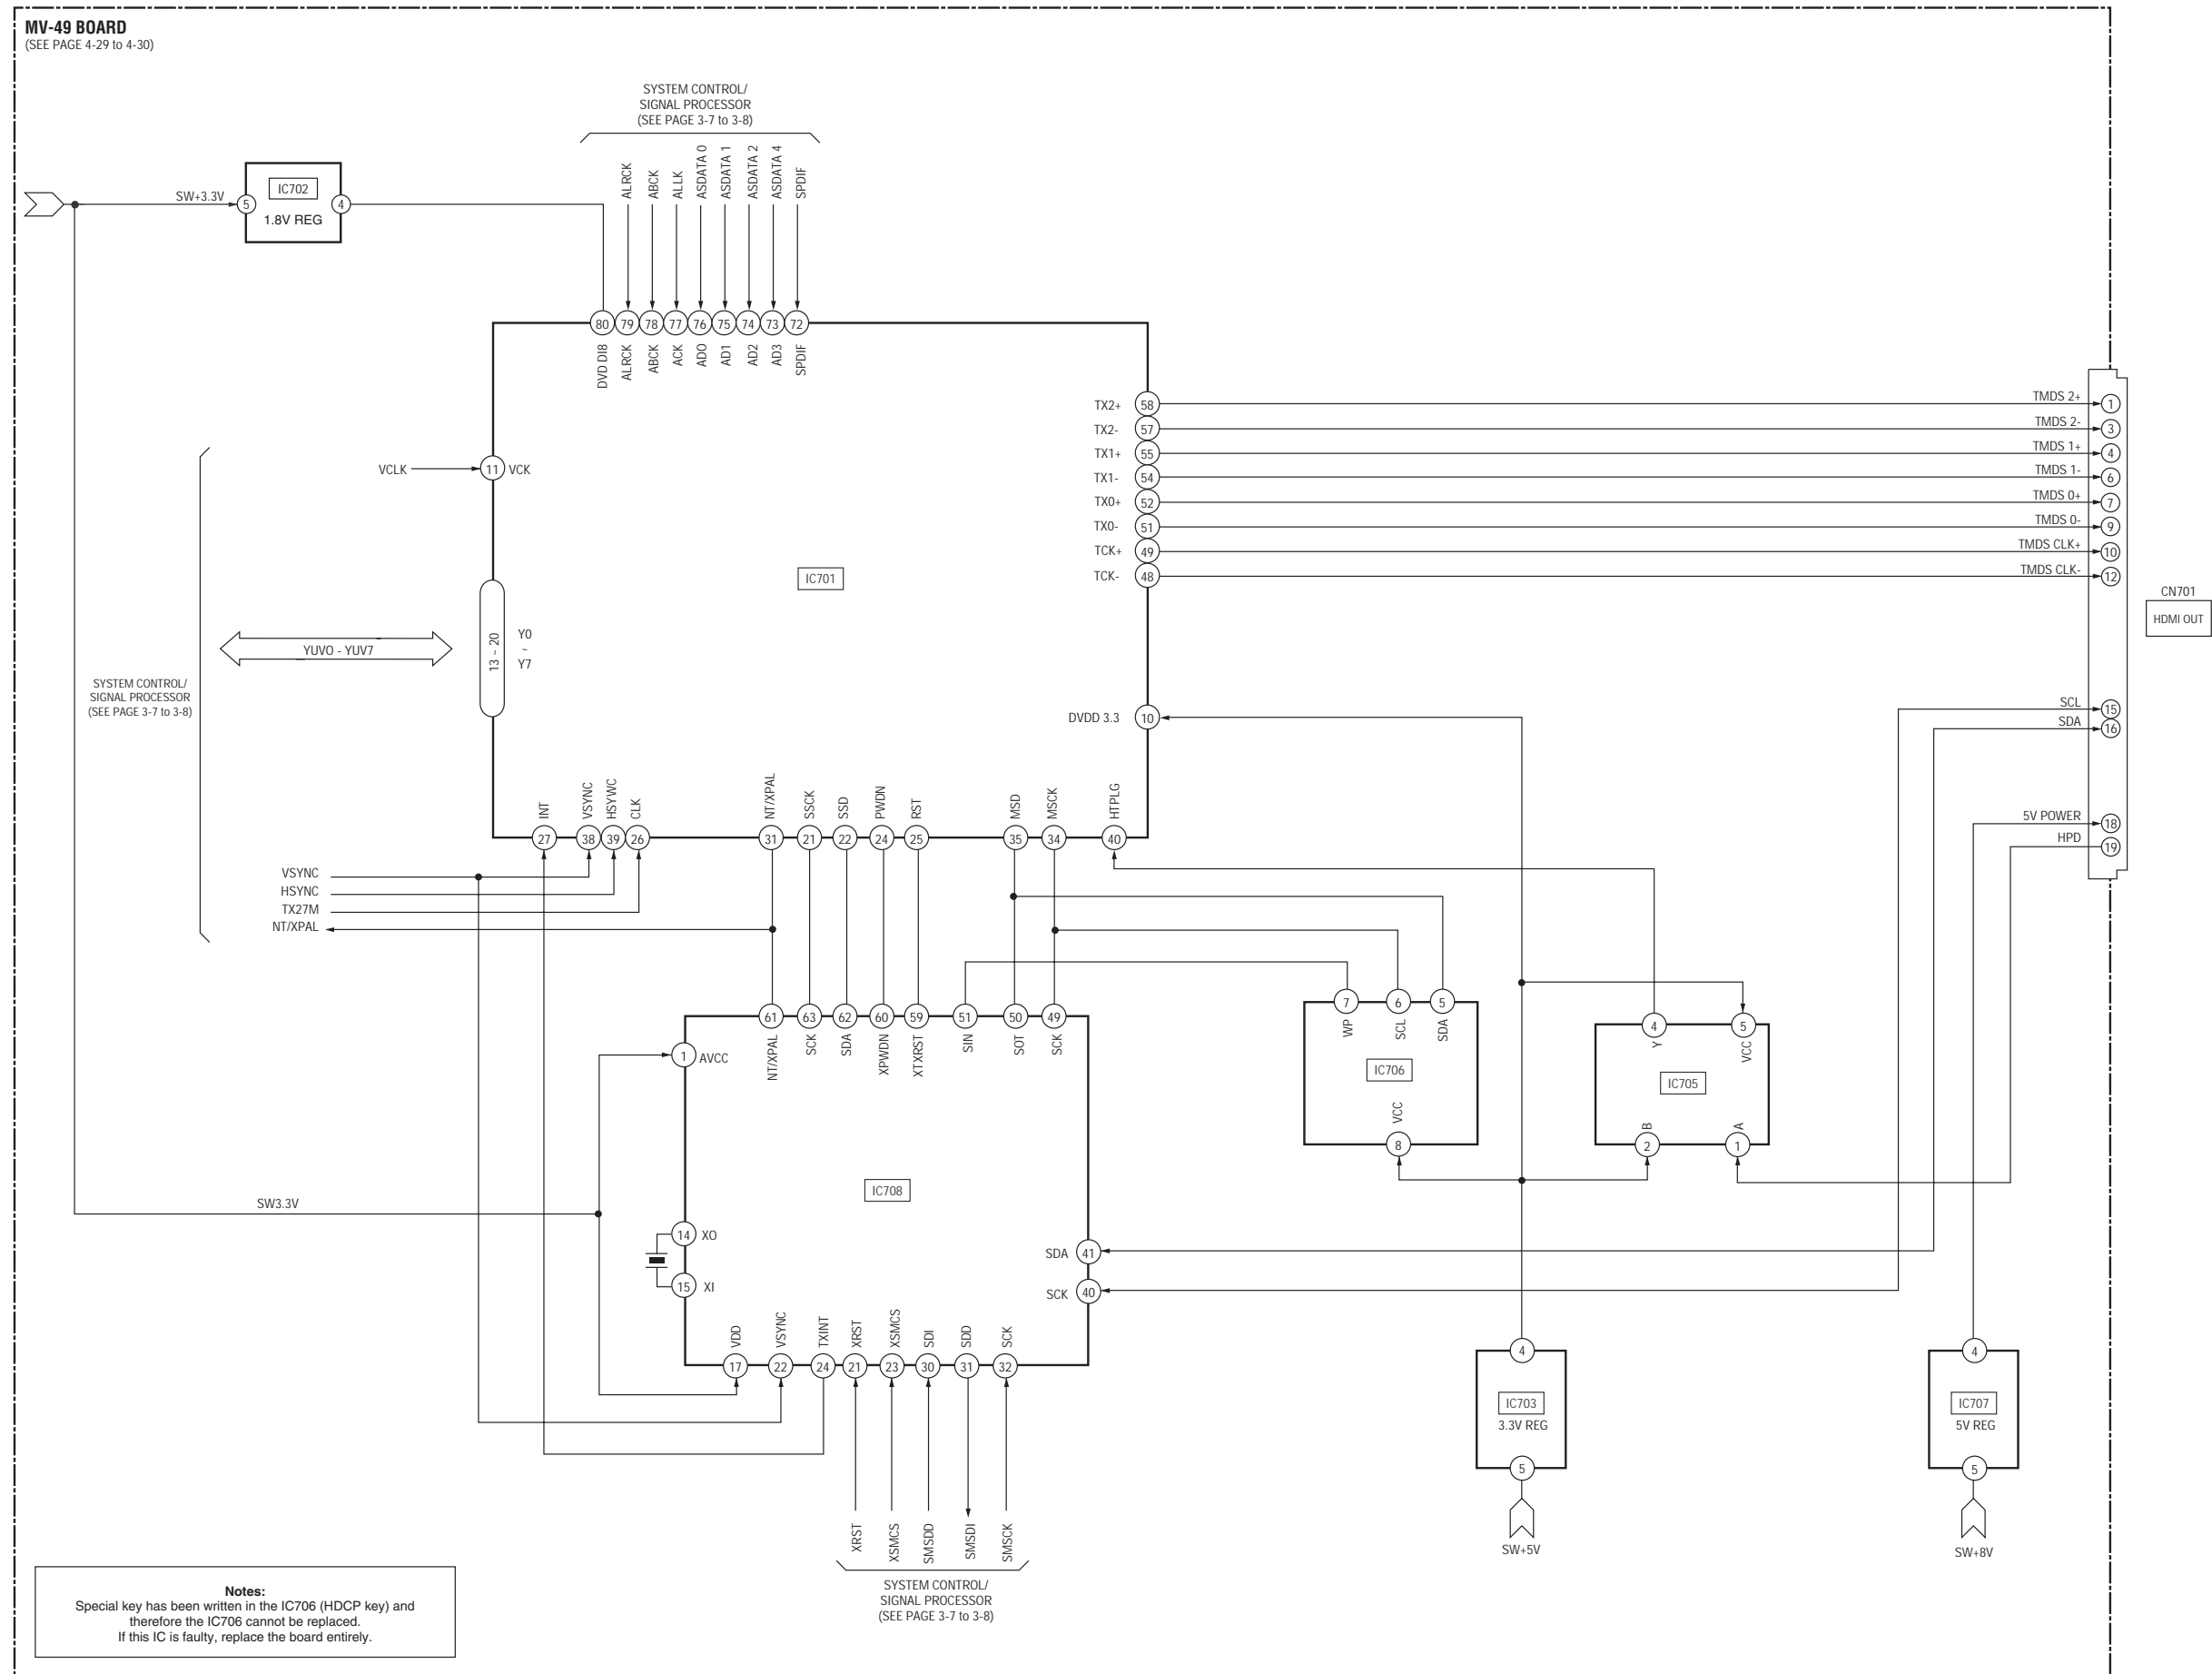 MV-49 BOARD
(SEE PAGE 4-29 to 4-30)
SYSTEM CONTROL/
SIGNAL PROCESSOR
(SEE PAGE 3-7 to 3-8)
ALRCK
ABCK
ALLK
ASDATA 0
ASDATA 1
ASDATA 2
ASDATA 4
SPDIF
SW+3.3V
5
IC702
1.8V REG
4
80
79
78
77
76
75
74
73
72
DVD DI8
ALRCK
ABCK
ACK
ADO
AD1
AD2
AD3
SPDIF
TX2+
58
TMDS 2+
1
TX2-
57
TMDS 2-
3
TX1+
55
TMDS 1+
4
TX1-
54
TMDS 1-
6
TX0+
52
TMDS 0+
7
TX0-
51
TMDS 0-
9
TCK+
49
TMDS CLK+
10
TCK-
48
TMDS CLK-
12
VCLK
11
VCK
IC701
CN701
HDMI OUT
YUVO - YUV7
13 ~ 20
Y0
~
Y7
SYSTEM CONTROL/
SIGNAL PROCESSOR
(SEE PAGE 3-7 to 3-8)
DVDD 3.3
10
SCL
15
SDA
16
5V POWER
18
HPD
19
INT
VSYNC
HSYWC
CLK
NT/XPAL
SSCK
SSD
PWDN
RST
MSD
MSCK
HTPLG
27
38
39
26
31
21
22
24
25
35
34
40
VSYNC
HSYNC
TX27M
NT/XPAL
61
63
62
60
59
51
50
49
NT/XPAL
SCK
SDA
XPWDN
XTXRST
SIN
SOT
SCK
1
AVCC
7
6
5
WP
SCL
SDA
IC706
VCC
8
4
5
Y
VCC
IC705
B
A
2
1
IC708
SW3.3V
14
XO
15
XI
SDA
41
SCK
40
VDD
VSYNC
TXINT
XRST
XSMCS
SDI
SDD
SCK
17
22
24
21
23
30
31
32
XRST
XSMCS
SMSDD
SMSDI
SMSCK
SYSTEM CONTROL/
SIGNAL PROCESSOR
(SEE PAGE 3-7 to 3-8)
4
IC703
3.3V REG
5
SW+5V
4
IC707
5V REG
5
SW+8V
Notes:
Special key has been written in the IC706 (HDCP key) and
therefore the IC706 cannot be replaced.
If this IC is faulty, replace the board entirely.